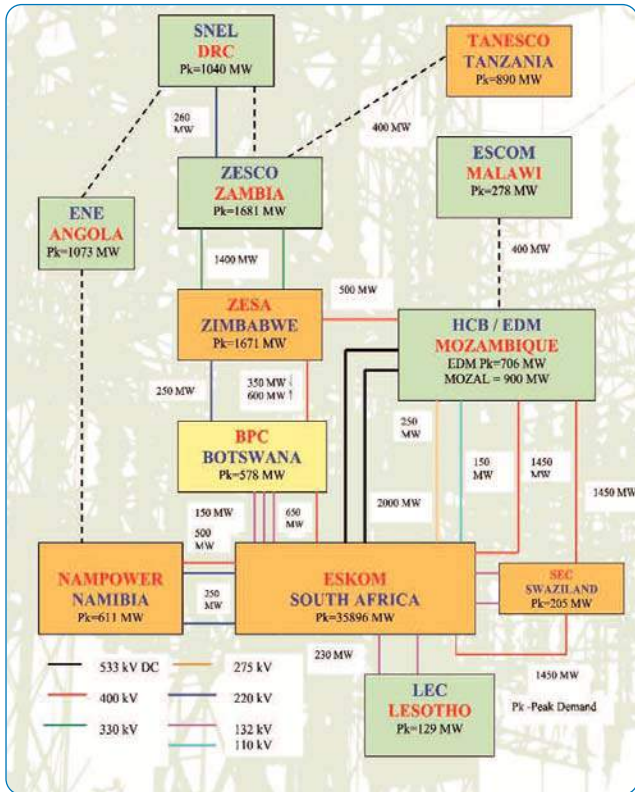 SNEL
DRC
Pk=1040 MW
TANESCO
TANZANIA
Pk=890 MW
260
MW
400 MW
ZESCO
ZAMBIA
Pk=1681 MW
ESCOM
MALAWI
Pk=278 MW
ENE
ANGOLA
Pk=1073 MW
1400 MW
400 MW
500 MW
ZESA
ZIMBABWE
Pk=1671 MW
HCB / EDM
MOZAMBIQUE
EDM Pk=706 MW
MOZAL = 900 MW
250 MW
350 MW ↓
600 MW ↑
BPC
BOTSWANA
Pk=578 MW
250
MW
150
MW
1450
MW
1450 MW
2000 MW
150 MW
500
MW
650
MW
NAMPOWER
NAMIBIA
Pk=611 MW
250
MW
ESKOM
SOUTH AFRICA
Pk=35896 MW
SEC
SWAZILAND
Pk=205 MW
230 MW
1450 MW
533 kV DC
275 kV
400 kV
220 kV
330 kV
132 kV
110 kV
LEC
LESOTHO
Pk=129 MW
Pk -Peak Demand